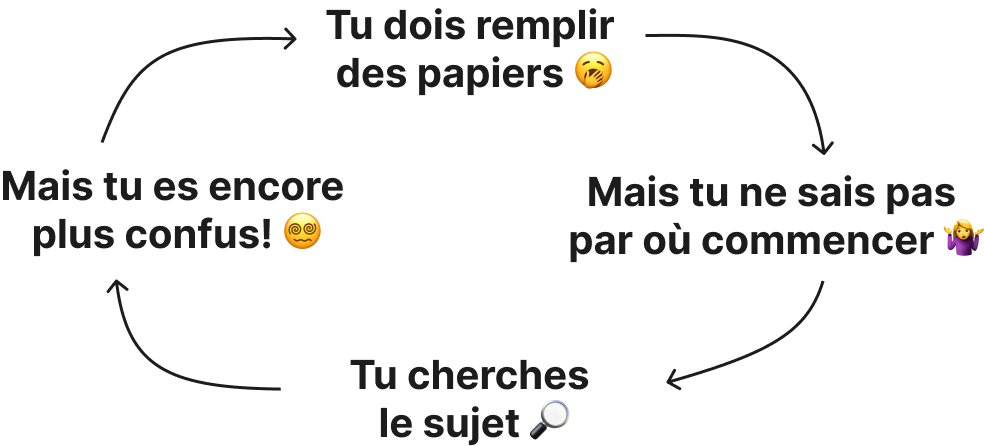 Tu dois remplir
des papiers 🥱
Mais tu ne sais pas
par où commencer 🤷‍♀️
Tu cherches
le sujet 🔎
Mais tu es encore
plus confus! 😵‍💫